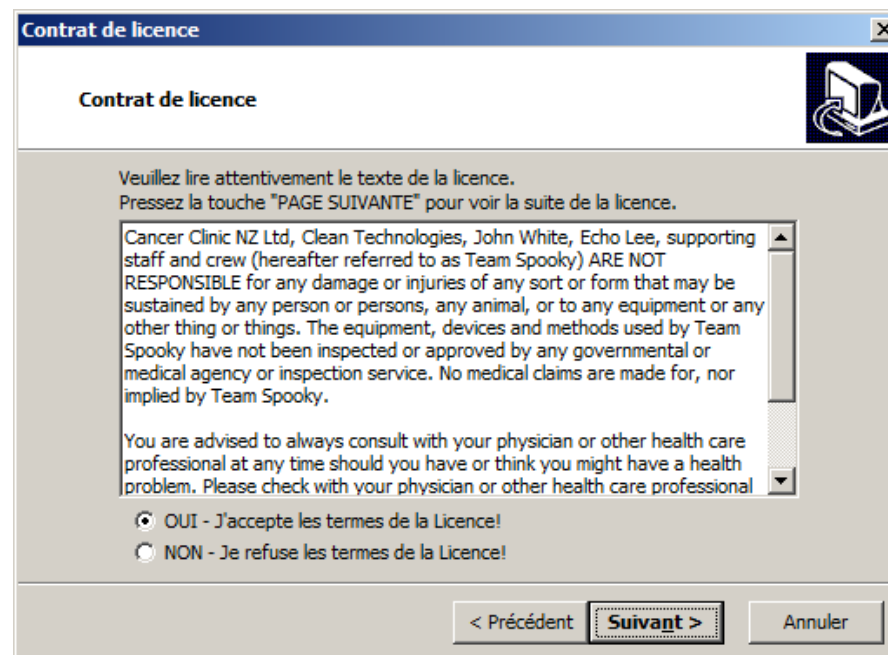 Contrat de licence
Contrat de licence
Veuillez lire attentivement le texte de la licence.
Pressez la touche "PAGE SUIVANTE" pour voir la suite de la licence.
Cancer Clinic NZ Ltd, Clean Technologies, John White, Echo Lee, supporting
staff and crew (hereafter referred to as Team Spooky) ARE NOT
RESPONSIBLE for any damage or injuries of any sort or form that may be
sustained by any person or persons, any animal, or to any equipment or any
other thing or things. The equipment, devices and methods used by Team
Spooky have not been inspected or approved by any governmental or
medical agency or inspection service. No medical claims are made for, nor
implied by Team Spooky.
You are advised to always consult with your physician or other health care
professional at any time should you have or think you might have a health
problem. Please check with your physician or other health care professional
OUI - J'accepte les termes de la Licence!
NON - Je refuse les termes de la Licence!
< Précédent Suivant > Annuler